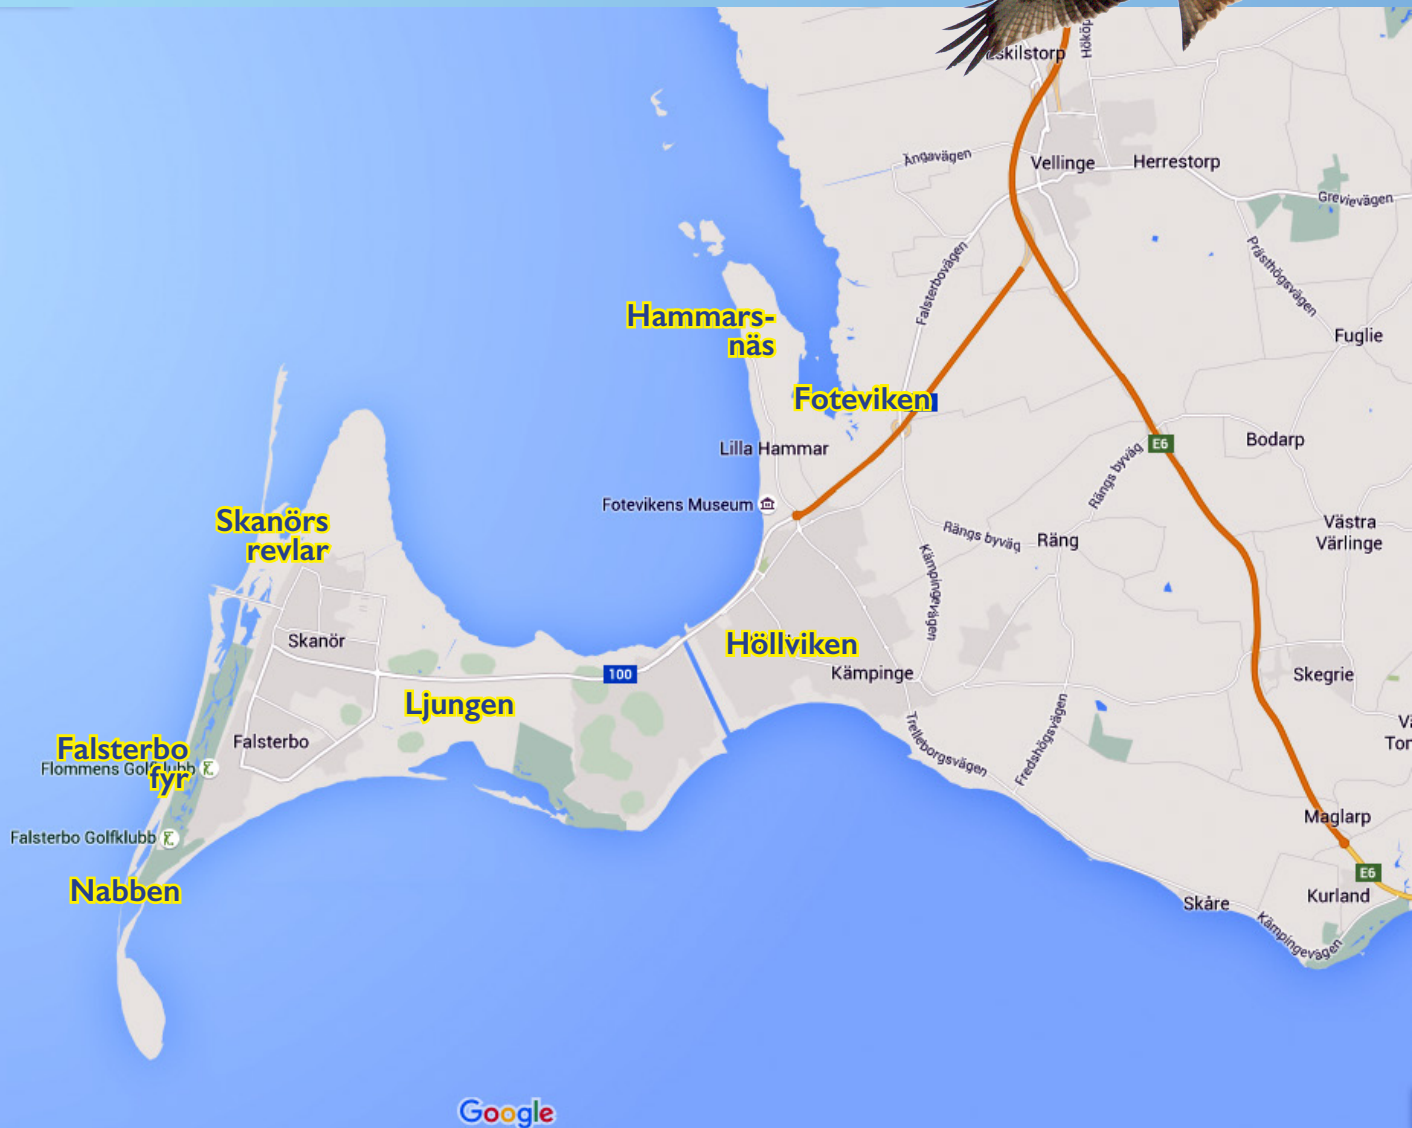 Eskilstorp
Vellinge
Herrestorp
Ängavägen
Grevievägen
Falsterbovägen
Prästhögsvägen
Hammars-
näs
Fuglie
Foteviken
Lilla Hammar
E6
Bodarp
Rängs byväg
Fotevikens Museum
Skanörs
revlar
Rängs byväg
Räng
Västra
Värlinge
Kämpingevägen
Skanör
Höllviken
100
Kämpinge
Skegrie
Ljungen
Falsterbo
fyr
Falsterbo
Flommens Golfklubb
Trelleborgsvägen
Fredshögsvägen
Maglarp
Falsterbo Golfklubb
E6
Nabben
Skåre
Kurland
Kämpingevägen
Google